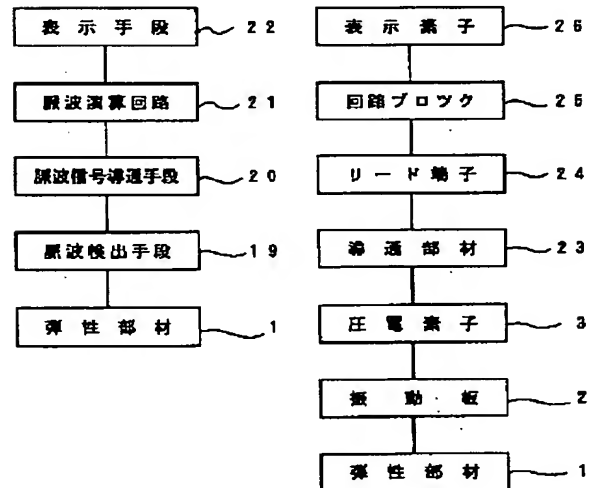 表示手段 22
脈波演算回路 21
脈波信号導通手段 20
脈波検出手段 19
弾性部材 1
表示素子 26
回路ブロック 25
リード端子 24
導通部材 23
圧電素子 3
振動板 2
弾性部材 1